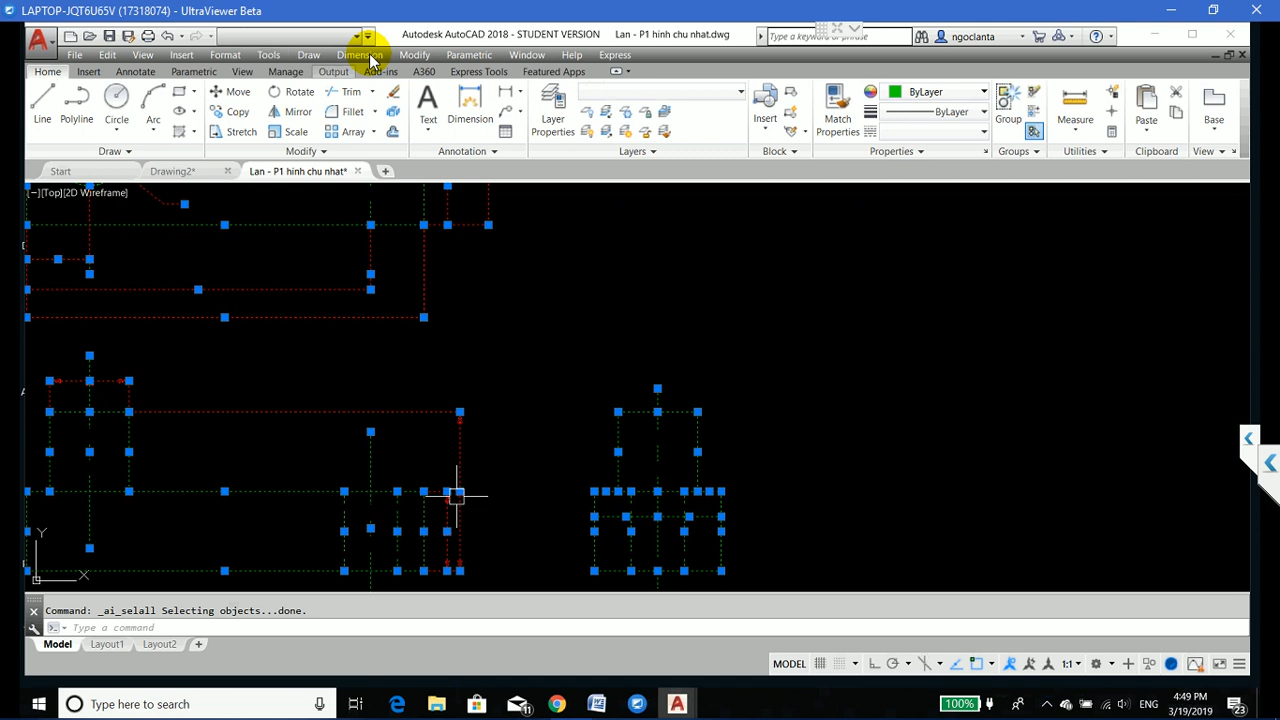 LAPTOP-JQT6U65V (17318074) - UltraViewer Beta
Autodesk AutoCAD 2018 - STUDENT VERSION Lan - P1 hinh chu nhat.dwg
Type a keyword or phrase
ngoclanta
File Edit View Insert Format Tools Draw Dimension Modify Parametric Window Help Express
Home Insert Annotate Parametric View Manage Output Add-ins A360 Express Tools Featured Apps
Line Polyline Circle Arc
Move Rotate Trim
Copy Mirror Fillet
Stretch Scale Array
Text Dimension
Layer Properties
Insert
Match Properties
ByLayer
ByLayer
Group
Measure
Paste
Base
Draw Modify Annotation Layers Block Properties Groups Utilities Clipboard View
Start Drawing2* Lan - P1 hinh chu nhat*
[−][Top][2D Wireframe]
Y
X
Command: _ai_selall Selecting objects...done.
Type a command
Model Layout1 Layout2
MODEL 1:1
Type here to search
11
100%
ENG
4:49 PM
3/19/2019
23